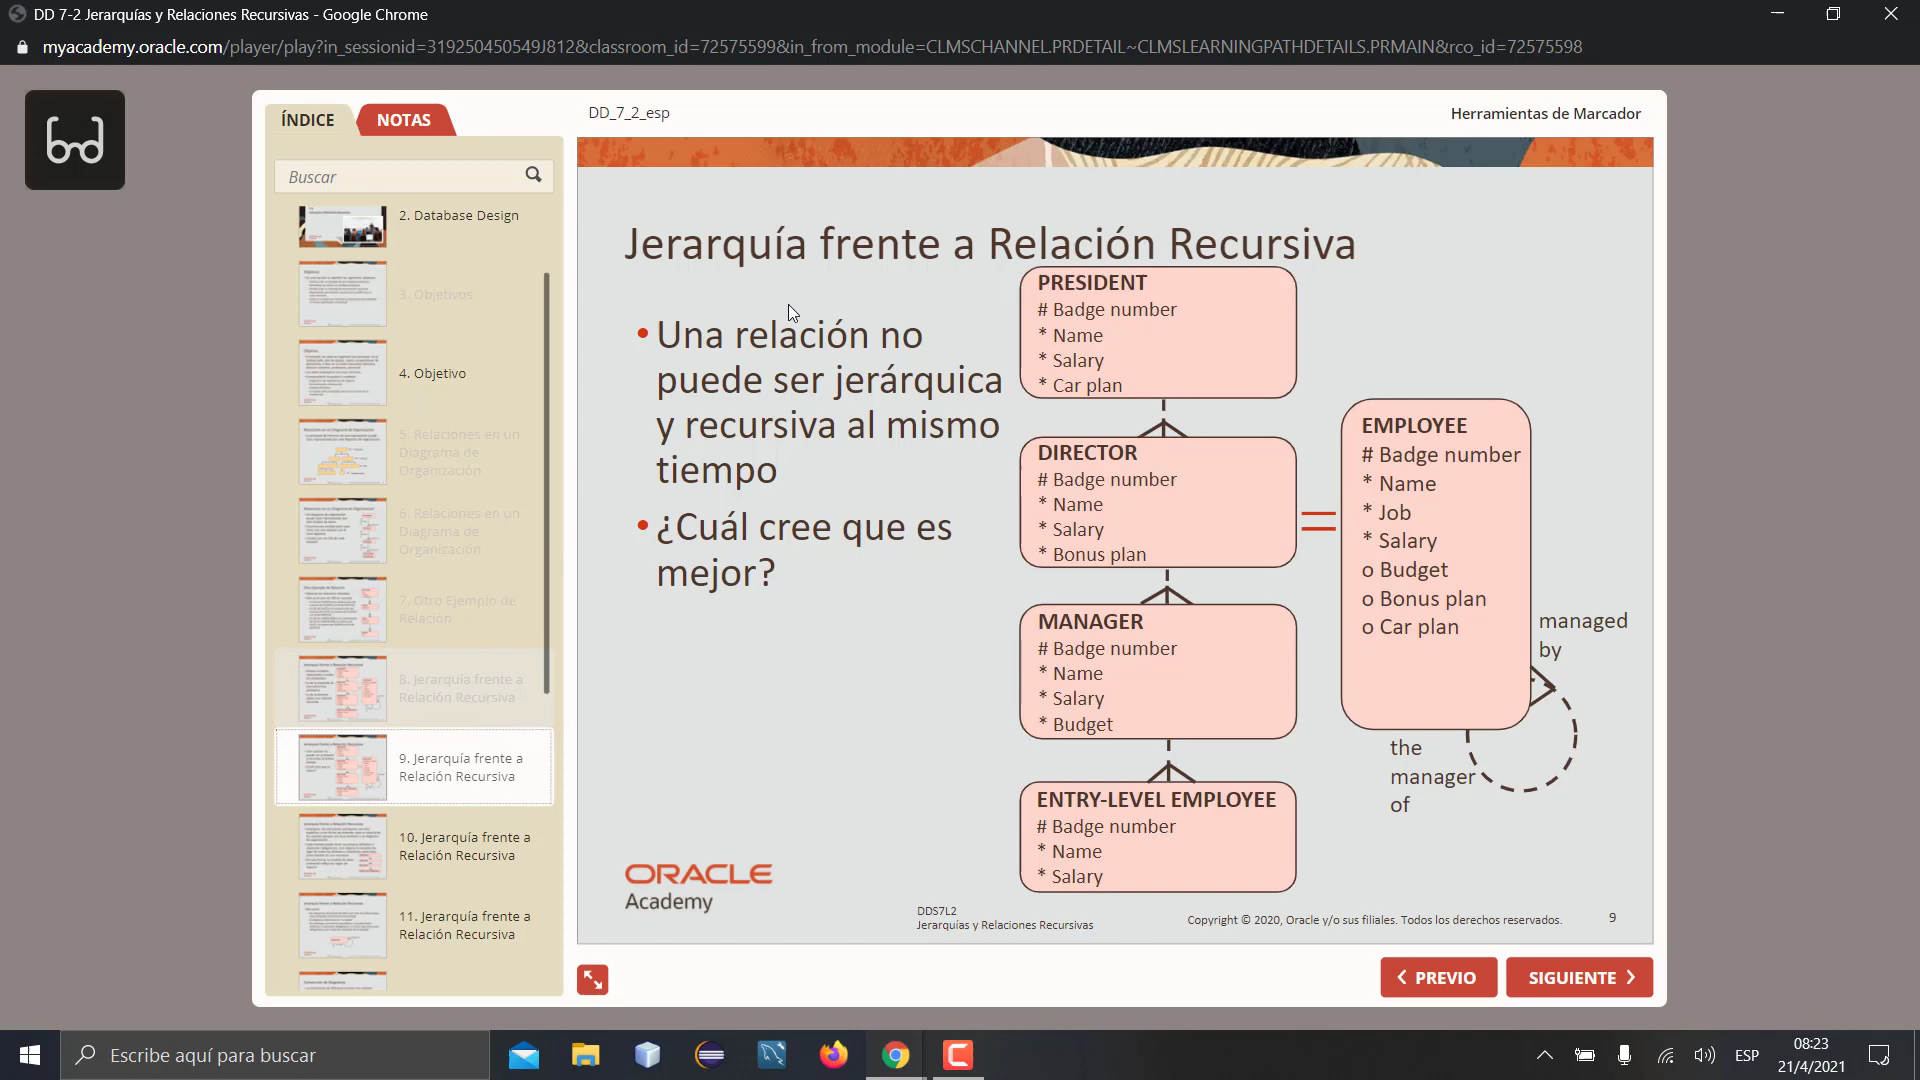 DD 7-2 Jerarquías y Relaciones Recursivas - Google Chrome
myacademy.oracle.com/player/play?in_sessionid=319250450549J812&classroom_id=72575599&in_from_module=CLMSCHANNEL.PRDETAIL~CLMSLEARNINGPATHDETAILS.PRMAIN&rco_id=72575598
ÍNDICE
NOTAS
DD_7_2_esp
Herramientas de Marcador
Buscar
2. Database Design
3. Objetivos
4. Objetivo
5. Relaciones en un
Diagrama de
Organización
6. Relaciones en un
Diagrama de
Organización
7. Otro Ejemplo de
Relación
8. Jerarquía frente a
Relación Recursiva
9. Jerarquía frente a
Relación Recursiva
10. Jerarquía frente a
Relación Recursiva
11. Jerarquía frente a
Relación Recursiva
Jerarquía frente a Relación Recursiva
• Una relación no
puede ser jerárquica
y recursiva al mismo
tiempo
• ¿Cuál cree que es
mejor?
PRESIDENT
# Badge number
* Name
* Salary
* Car plan
DIRECTOR
# Badge number
* Name
* Salary
* Bonus plan
MANAGER
# Badge number
* Name
* Salary
* Budget
ENTRY-LEVEL EMPLOYEE
# Badge number
* Name
* Salary
=
EMPLOYEE
# Badge number
* Name
* Job
* Salary
o Budget
o Bonus plan
o Car plan
managed
by
the
manager
of
ORACLE
Academy
DDS7L2
Jerarquías y Relaciones Recursivas
Copyright © 2020, Oracle y/o sus filiales. Todos los derechos reservados.
9
PREVIO
SIGUIENTE
Escribe aquí para buscar
ESP
08:23
21/4/2021